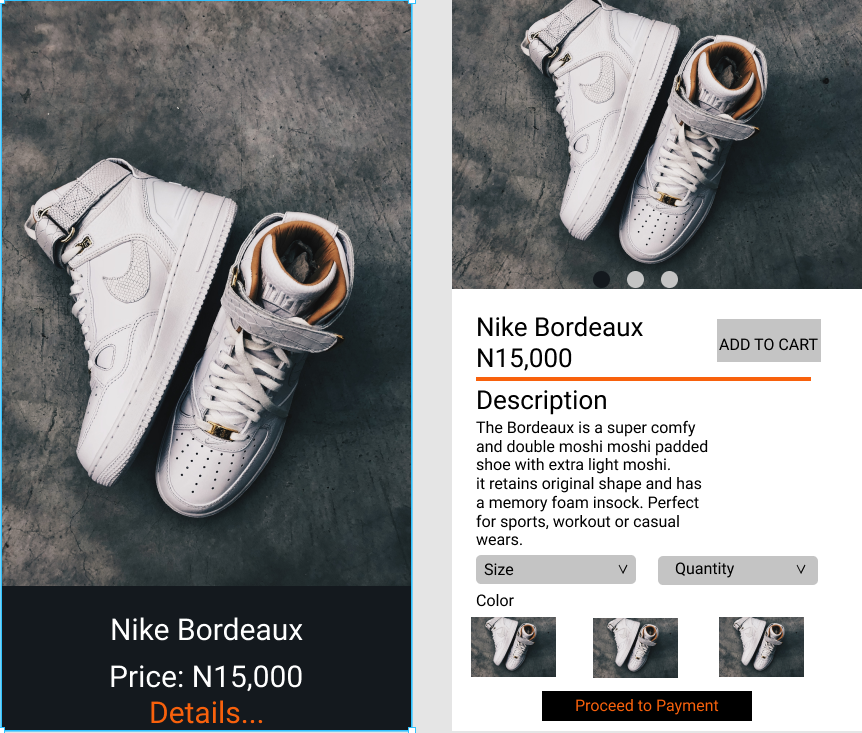 Nike Bordeaux
Price: N15,000
Details...
Nike Bordeaux
N15,000
ADD TO CART
Description
The Bordeaux is a super comfy
and double moshi moshi padded
shoe with extra light moshi.
it retains original shape and has
a memory foam insock. Perfect
for sports, workout or casual
wears.
Size
Quantity
Color
Proceed to Payment